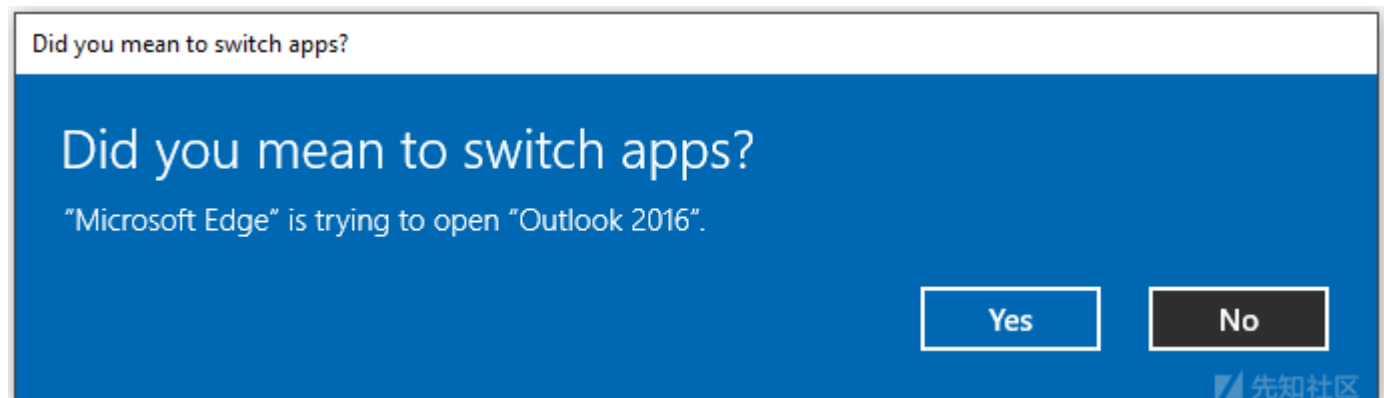 Did you mean to switch apps?
Did you mean to switch apps?
"Microsoft Edge" is trying to open "Outlook 2016".
Yes
No
先知社区